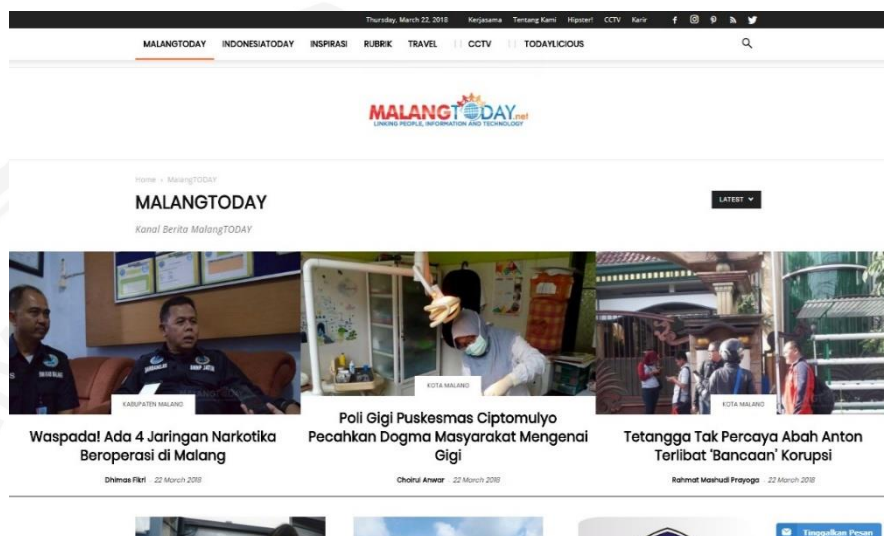 Thursday, March 22, 2018 Kerjasama Tentang Kami Hipster! CCTV Karir
MALANGTODAY INDONESIATODAY INSPIRASI RUBRIK TRAVEL CCTV TODAYLICIOUS
MALANGTODAY.net
LINKING PEOPLE, INFORMATION AND TECHNOLOGY
Home MalangTODAY
MALANGTODAY
LATEST
Kanal Berita MalangTODAY
KABUPATEN MALANG
Waspada! Ada 4 Jaringan Narkotika
Beroperasi di Malang
Dhimas Fikri - 22 March 2018
KOTA MALANG
Poli Gigi Puskesmas Ciptomulyo
Pecahkan Dogma Masyarakat Mengenai
Gigi
Choirul Anwar - 22 March 2018
KOTA MALANG
Tetangga Tak Percaya Abah Anton
Terlibat 'Bancaan' Korupsi
Rahmat Mashudi Prayoga - 22 March 2018
Tinggalkan Pesan